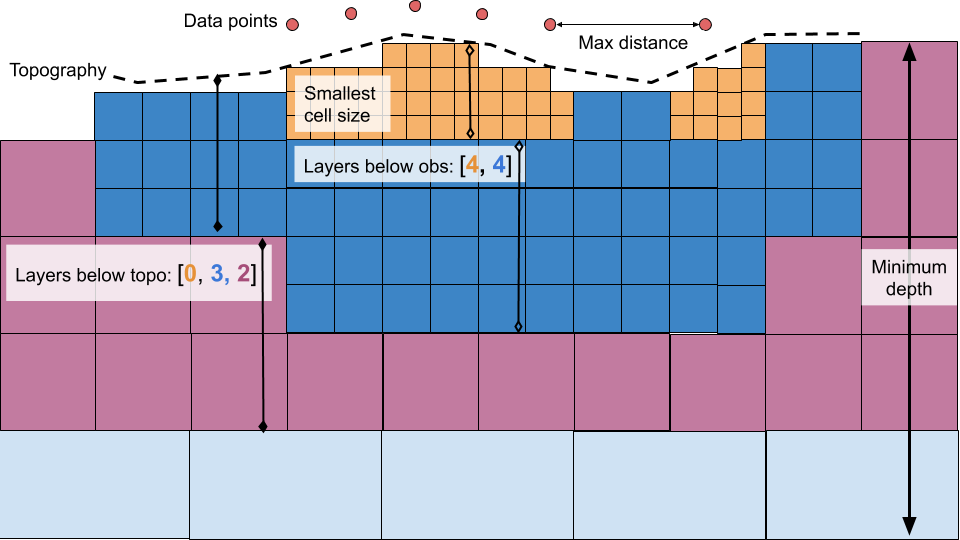 Data points
Max distance
Topography
Smallest
cell size
Layers below obs: [4, 4]
Layers below topo: [0, 3, 2]
Minimum
depth